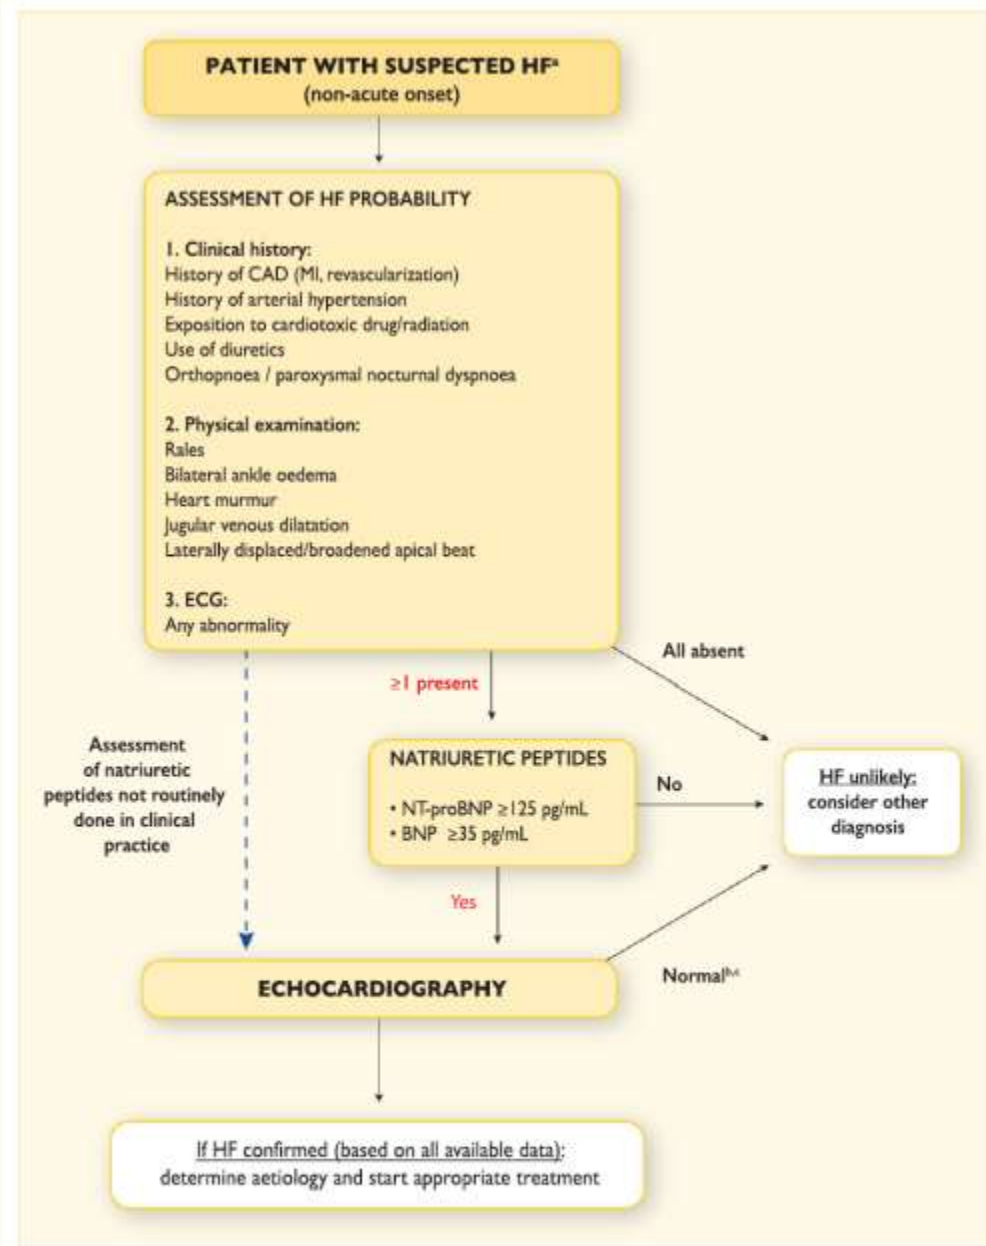 PATIENT WITH SUSPECTED HFᵃ
(non-acute onset)
ASSESSMENT OF HF PROBABILITY
1. Clinical history:
History of CAD (MI, revascularization)
History of arterial hypertension
Exposition to cardiotoxic drug/radiation
Use of diuretics
Orthopnoea / paroxysmal nocturnal dyspnoea
2. Physical examination:
Rales
Bilateral ankle oedema
Heart murmur
Jugular venous dilatation
Laterally displaced/broadened apical beat
3. ECG:
Any abnormality
All absent
≥1 present
Assessment
of natriuretic
peptides not routinely
done in clinical
practice
NATRIURETIC PEPTIDES
• NT-proBNP ≥125 pg/mL
• BNP ≥35 pg/mL
No
HF unlikely:
consider other
diagnosis
Yes
Normalᵇ,ᶜ
ECHOCARDIOGRAPHY
If HF confirmed (based on all available data):
determine aetiology and start appropriate treatment